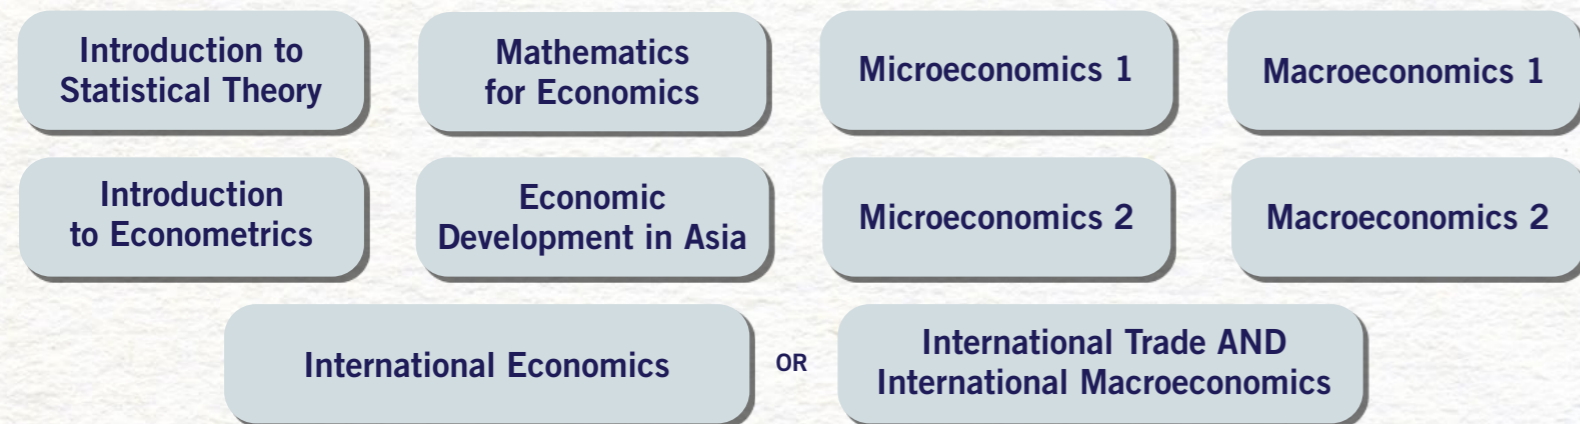 Introduction to
Statistical Theory
Mathematics
for Economics
Microeconomics 1
Macroeconomics 1
Introduction
to Econometrics
Economic
Development in Asia
Microeconomics 2
Macroeconomics 2
International Economics
OR
International Trade AND
International Macroeconomics